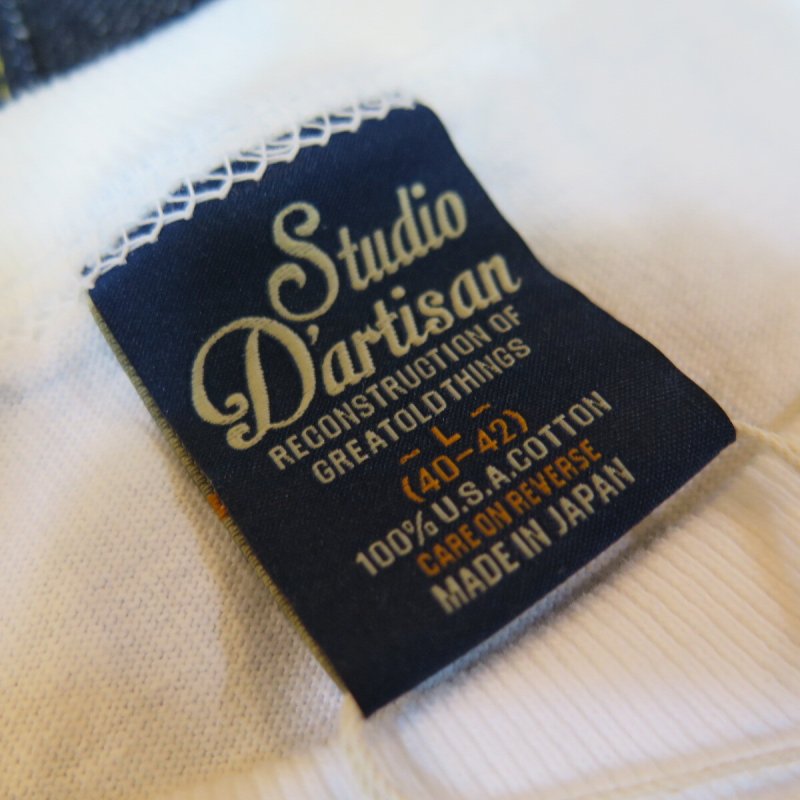 Studio
D'artisan
RECONSTRUCTION OF
GREATOLD THINGS
~ L ~
(40-42)
100% U.S.A. COTTON
CARE ON REVERSE
MADE IN JAPAN